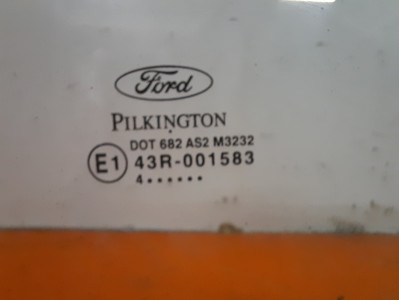 Ford
PILKINGTON
DOT 682 AS2 M3232
E1 43R-001583
4••••••